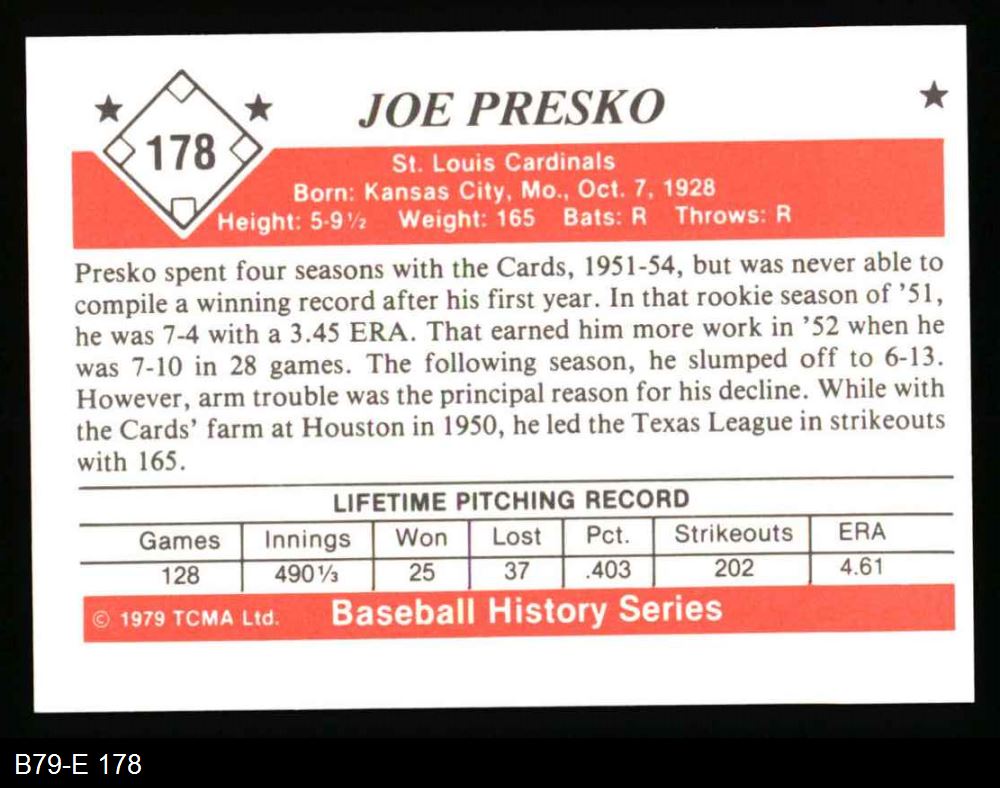 178
JOE PRESKO
St. Louis Cardinals
Born: Kansas City, Mo., Oct. 7, 1928
Height: 5-9½ Weight: 165 Bats: R Throws: R
Presko spent four seasons with the Cards, 1951-54, but was never able to
compile a winning record after his first year. In that rookie season of ’51,
he was 7-4 with a 3.45 ERA. That earned him more work in ’52 when he
was 7-10 in 28 games. The following season, he slumped off to 6-13.
However, arm trouble was the principal reason for his decline. While with
the Cards’ farm at Houston in 1950, he led the Texas League in strikeouts
with 165.
LIFETIME PITCHING RECORD
Games Innings Won Lost Pct. Strikeouts ERA
128 490⅓ 25 37 .403 202 4.61
© 1979 TCMA Ltd. Baseball History Series
B79-E 178